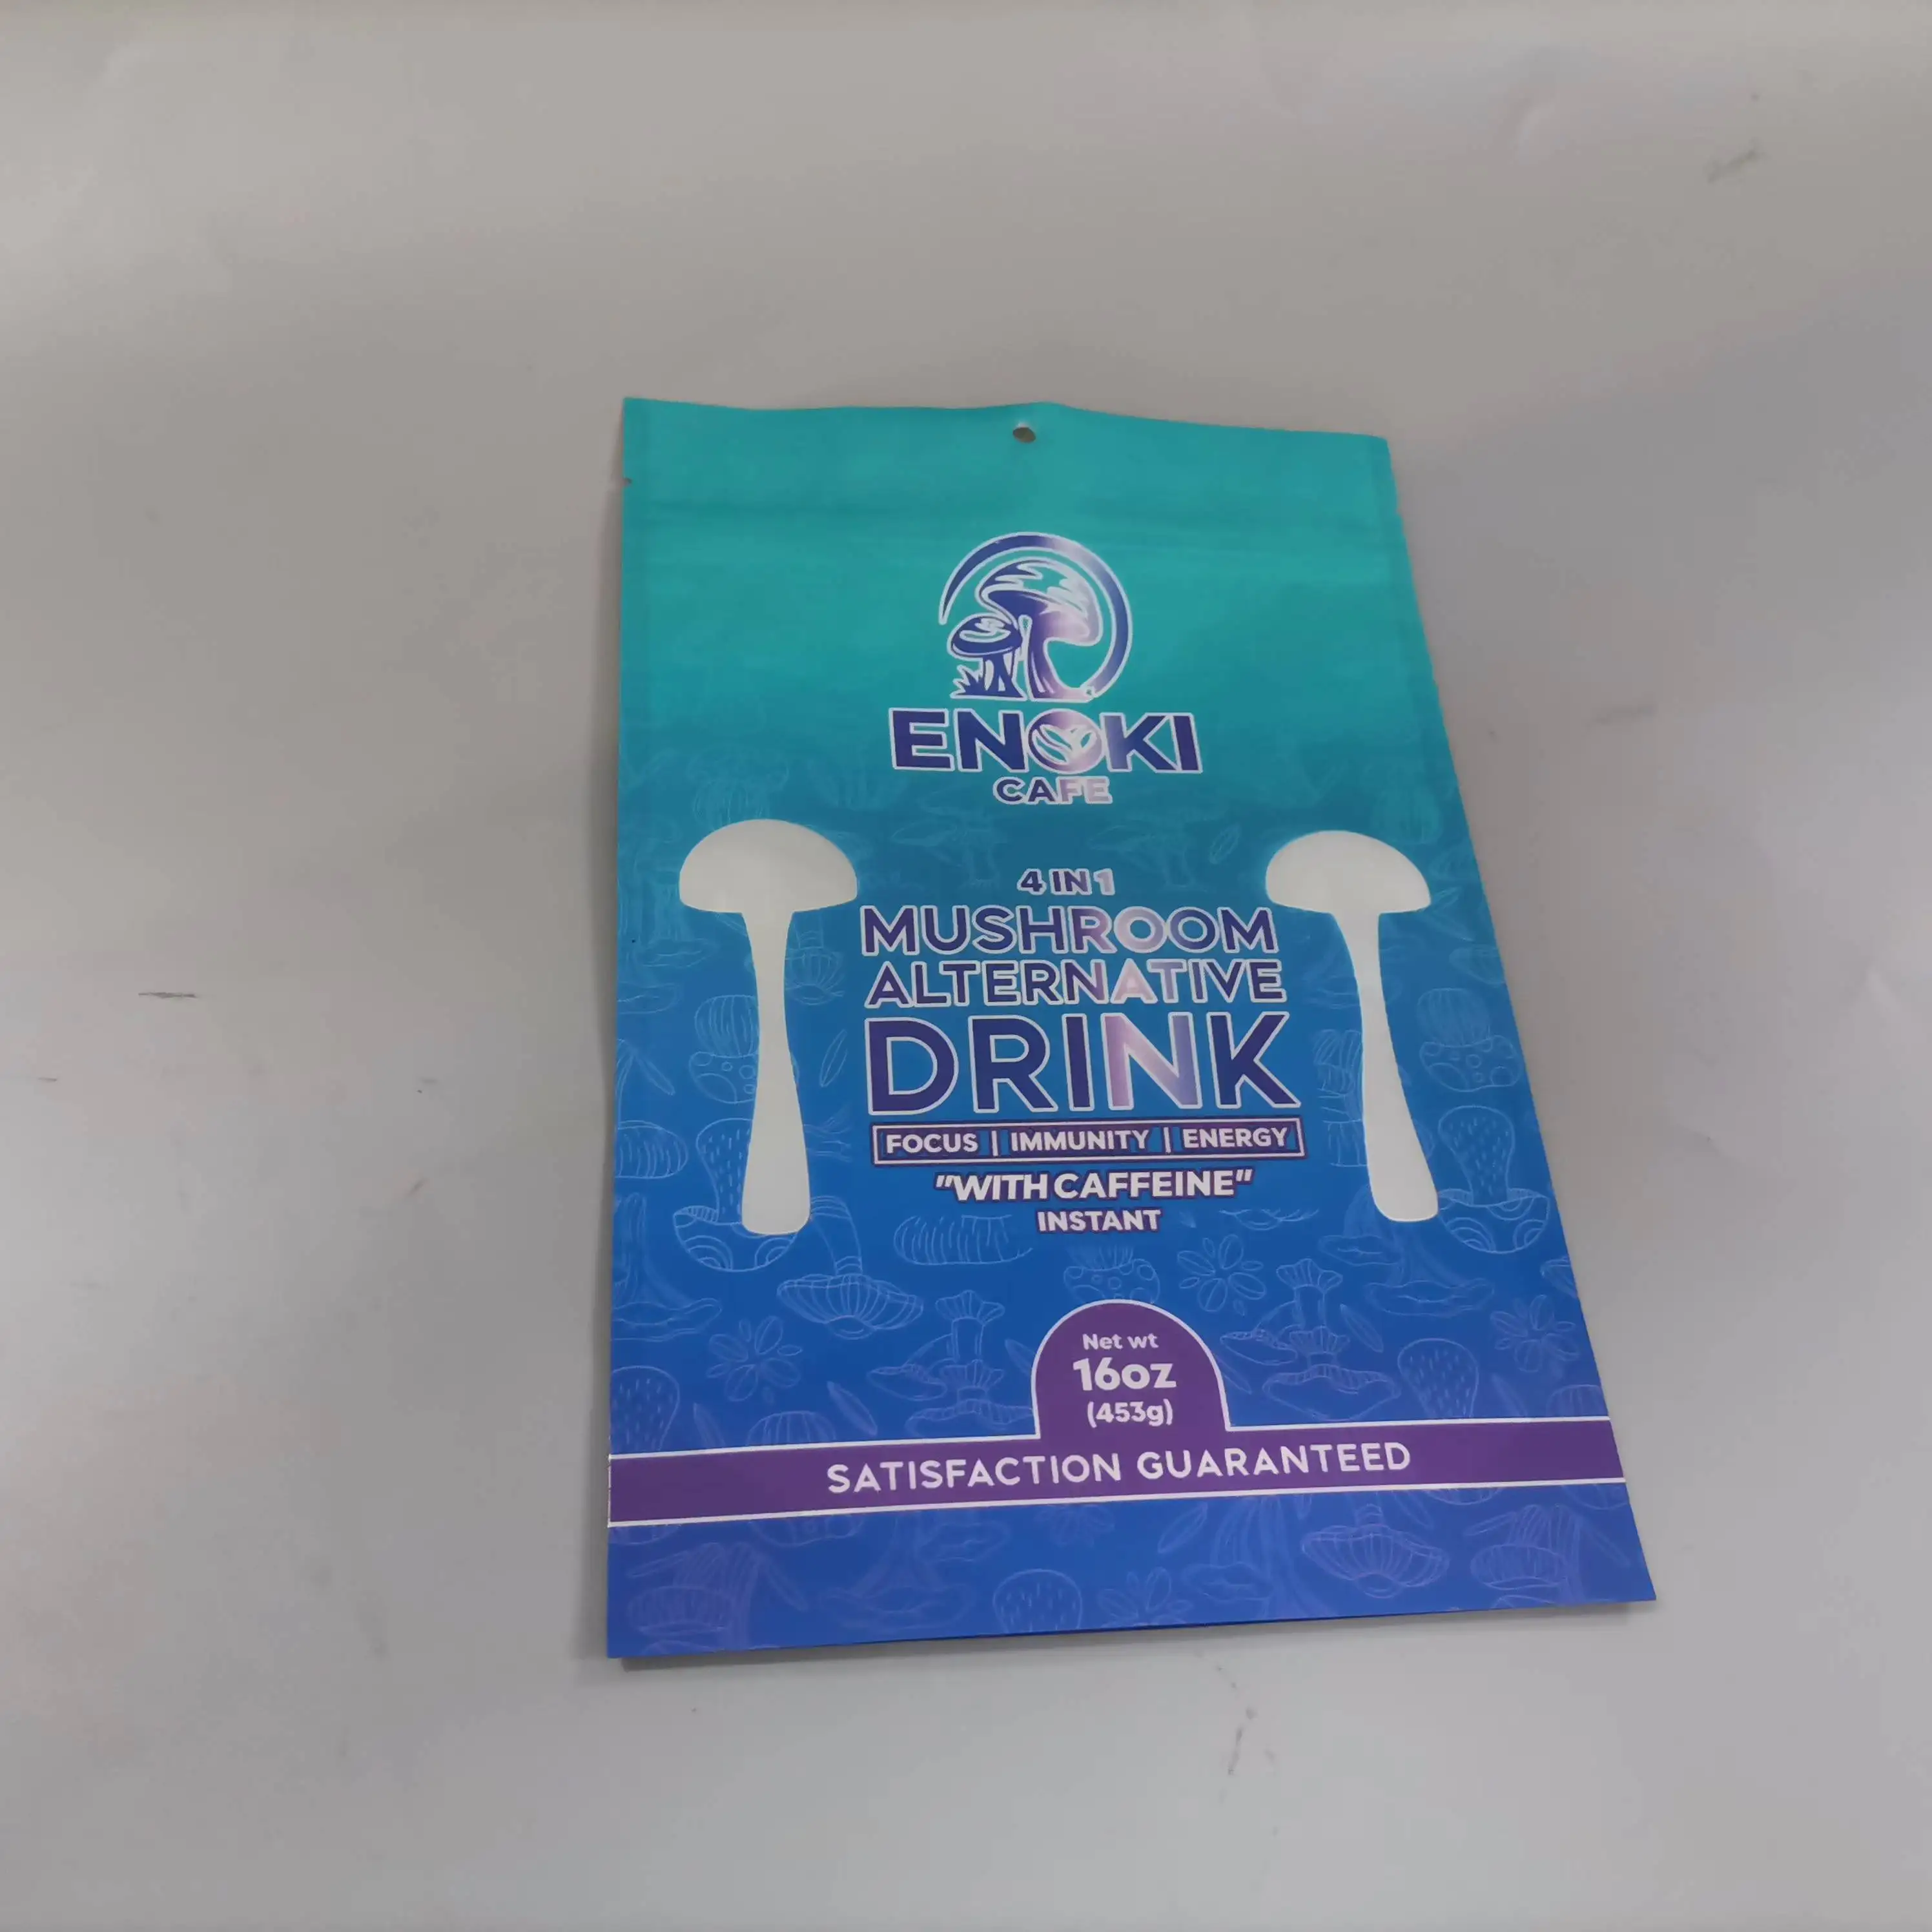 ENOKI
CAFE
4 IN 1
MUSHROOM
ALTERNATIVE
DRINK
FOCUS | IMMUNITY | ENERGY
"WITH CAFFEINE"
INSTANT
Net wt
16oz
(453g)
SATISFACTION GUARANTEED